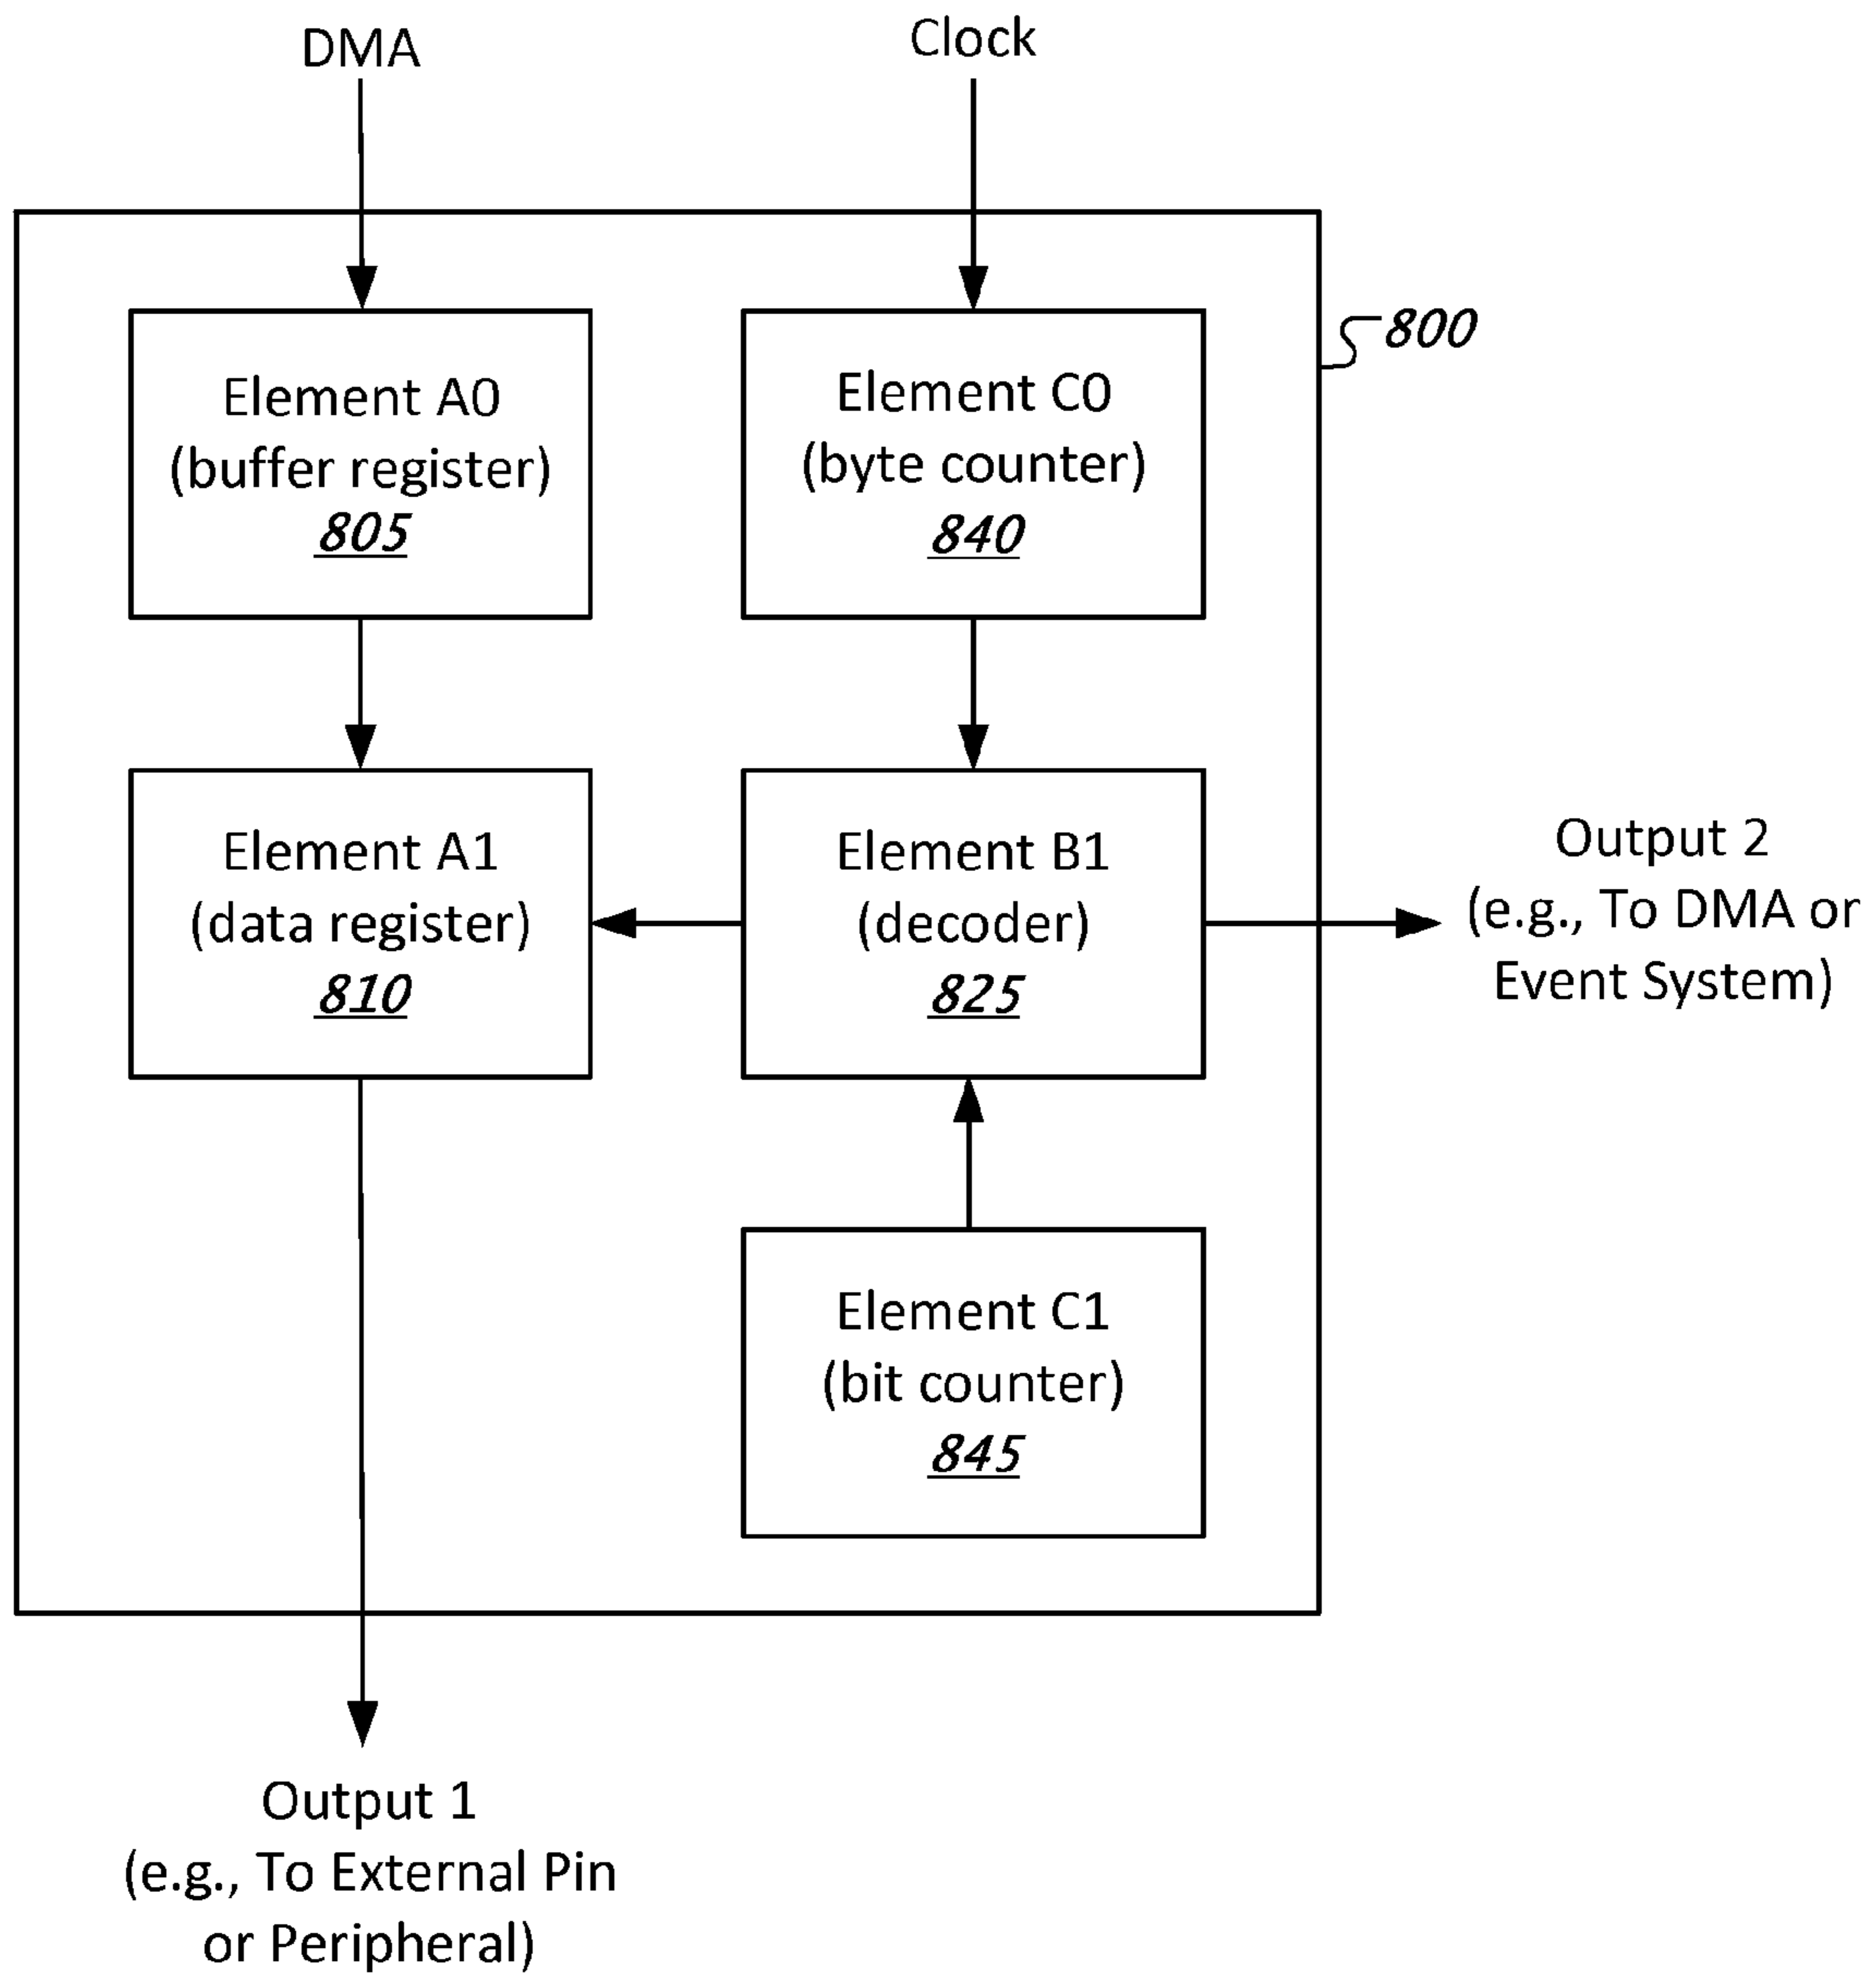 DMA
Clock
800
Element A0
(buffer register)
805
Element C0
(byte counter)
840
Element A1
(data register)
810
Element B1
(decoder)
825
Output 2
(e.g., To DMA or
Event System)
Element C1
(bit counter)
845
Output 1
(e.g., To External Pin
or Peripheral)